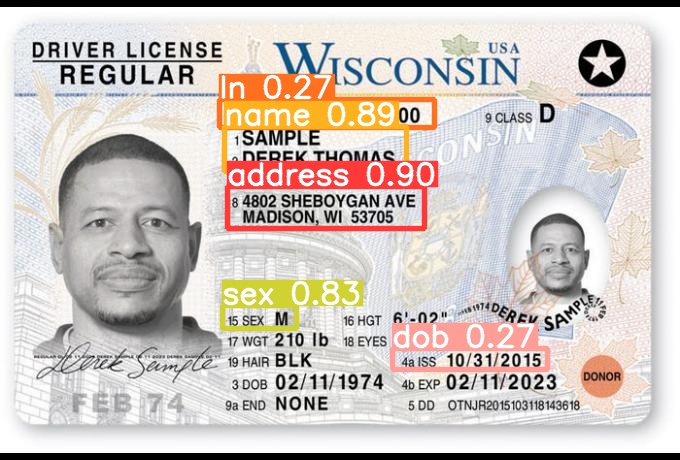 DRIVER LICENSE
REGULAR
WISCONSIN USA
ln 0.27
name 0.89 00
9 CLASS D
1 SAMPLE
2 DEREK THOMAS
address 0.90
8 4802 SHEBOYGAN AVE
MADISON, WI 53705
sex 0.83
15 SEX M
16 HGT 6'-02"
17 WGT 210 lb
18 EYES
dob 0.27
19 HAIR BLK
4a ISS 10/31/2015
3 DOB 02/11/1974
4b EXP 02/11/2023
9a END NONE
5 DD OTNJR2015103118143618
DONOR
Derek Sample
FEB 74
DEREK SAMPLE
CONSIN